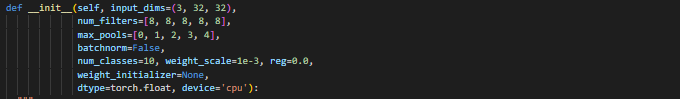 def __init__(self, input_dims=(3, 32, 32),
num_filters=[8, 8, 8, 8, 8],
max_pools=[0, 1, 2, 3, 4],
batchnorm=False,
num_classes=10, weight_scale=1e-3, reg=0.0,
weight_initializer=None,
dtype=torch.float, device='cpu'):
"""